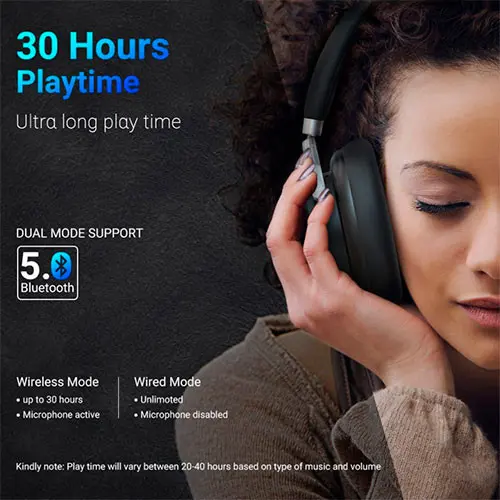 30 Hours
Playtime
Ultra long play time
DUAL MODE SUPPORT
5.0
Bluetooth
Wireless Mode
• up to 30 hours
• Microphone active
Wired Mode
• Unlimoted
• Microphone disabled
Kindly note: Play time will vary between 20-40 hours based on type of music and volume